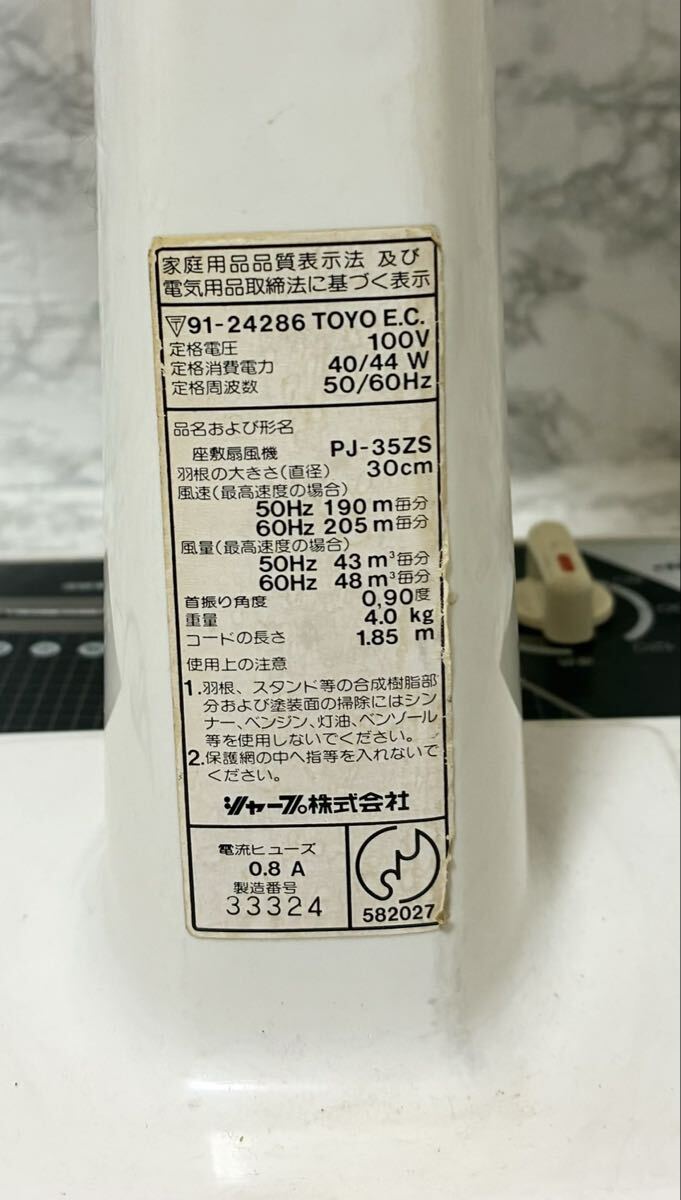 家庭用品品質表示法 及び
電気用品取締法に基づく表示
〒91-24286 TOYO E.C.
定格電圧 100V
定格消費電力 40/44 W
定格周波数 50/60Hz
品名および形名
座敷扇風機 PJ-35ZS
羽根の大きさ(直径) 30cm
風速(最高速度の場合)
50Hz 190 m毎分
60Hz 205 m毎分
風量(最高速度の場合)
50Hz 43 m³毎分
60Hz 48 m³毎分
首振り角度 0,90度
重量 4.0 kg
コードの長さ 1.85 m
使用上の注意
1.羽根、スタンド等の合成樹脂部
分および塗装面の掃除にはシン
ナー、ベンジン、灯油、ベンゾール
等を使用しないでください。
2.保護網の中へ指等を入れないで
ください。
シャープ株式会社
電流ヒューズ
0.8 A
製造番号
33324
582027